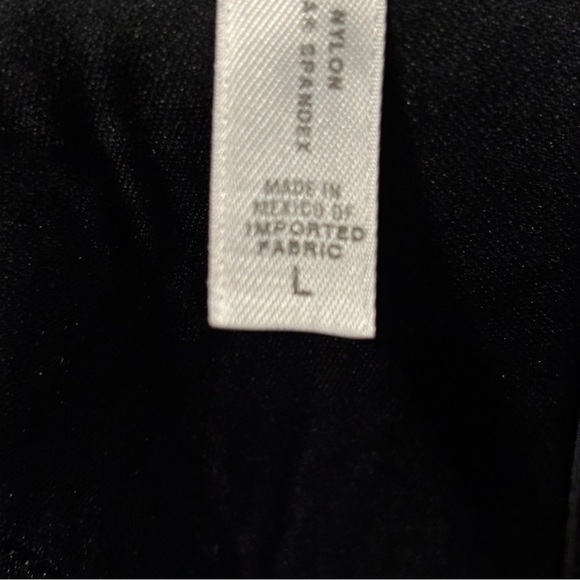 NYLON
SPANDEX
MADE IN
MEXICO OF
IMPORTED
FABRIC
L